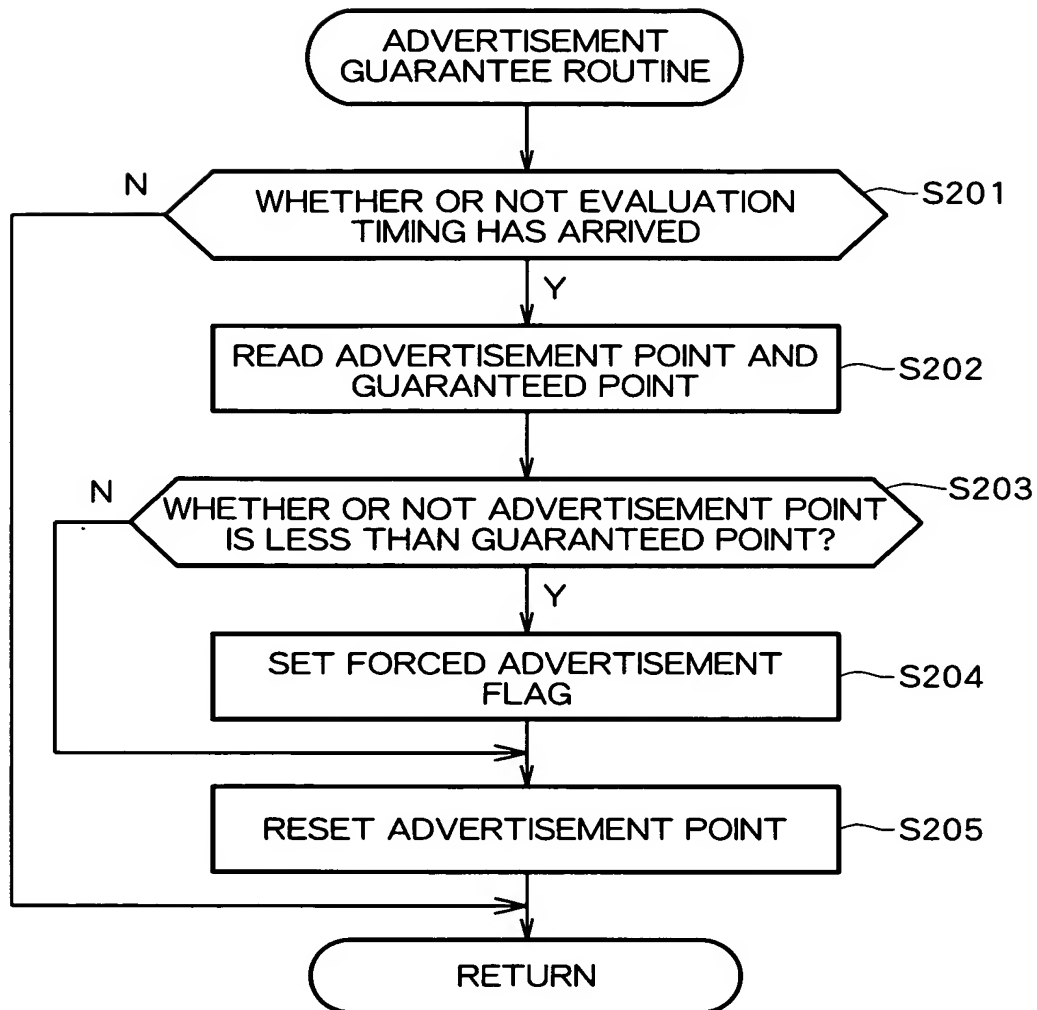 ADVERTISEMENT
GUARANTEE ROUTINE
N
WHETHER OR NOT EVALUATION
TIMING HAS ARRIVED
S201
Y
READ ADVERTISEMENT POINT AND
GUARANTEED POINT
S202
N
WHETHER OR NOT ADVERTISEMENT POINT
IS LESS THAN GUARANTEED POINT?
S203
Y
SET FORCED ADVERTISEMENT
FLAG
S204
RESET ADVERTISEMENT POINT
S205
RETURN